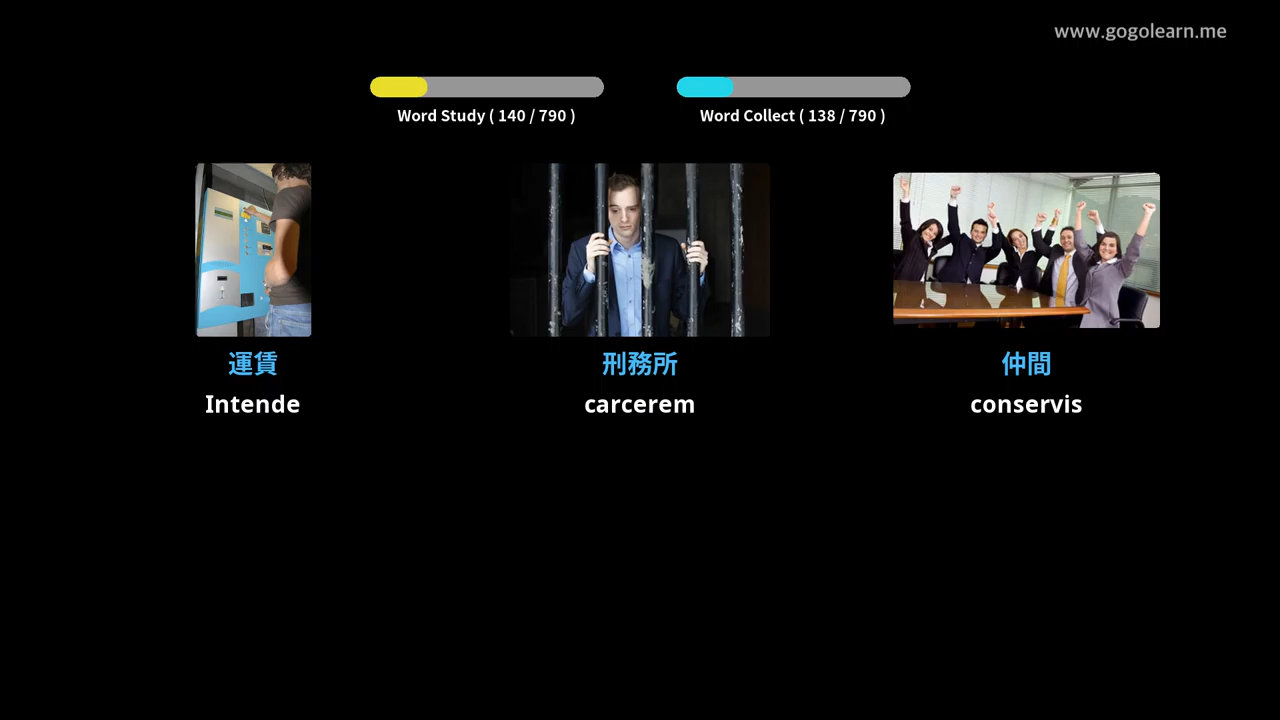 www.gogolearn.me
Word Study ( 140 / 790 )
Word Collect ( 138 / 790 )
運賃
Intende
刑務所
carcerem
仲間
conservis